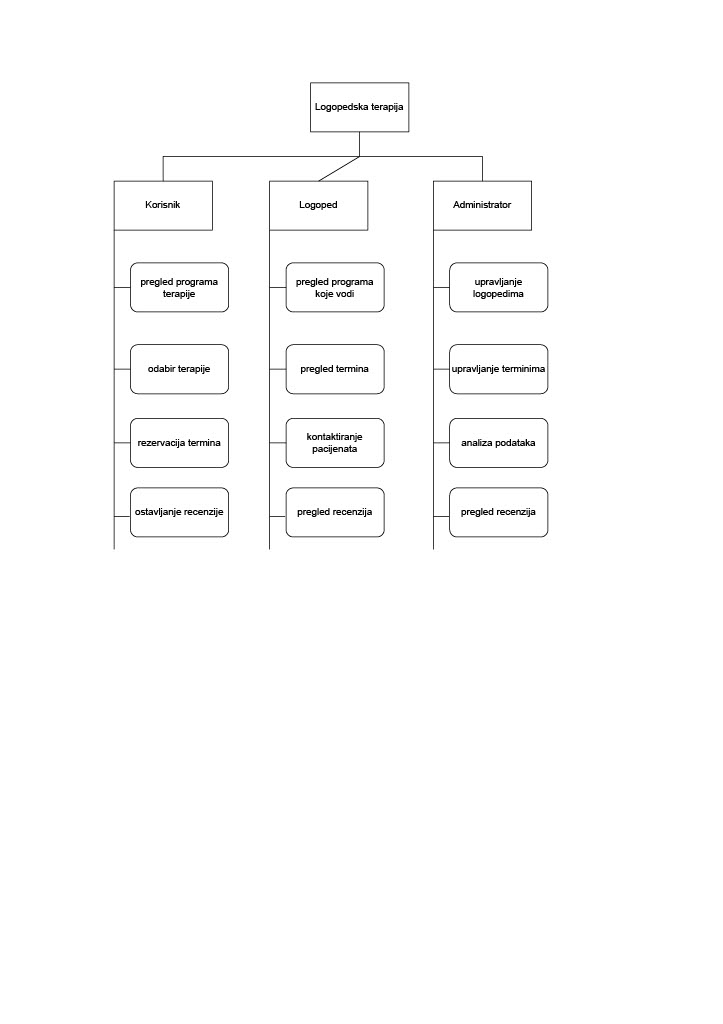 Logopedska terapija
Korisnik
Logoped
Administrator
pregled programa
terapije
pregled programa
koje vodi
upravljanje
logopedima
odabir terapije
pregled termina
upravljanje terminima
rezervacija termina
kontaktiranje
pacijenata
analiza podataka
ostavljanje recenzije
pregled recenzija
pregled recenzija